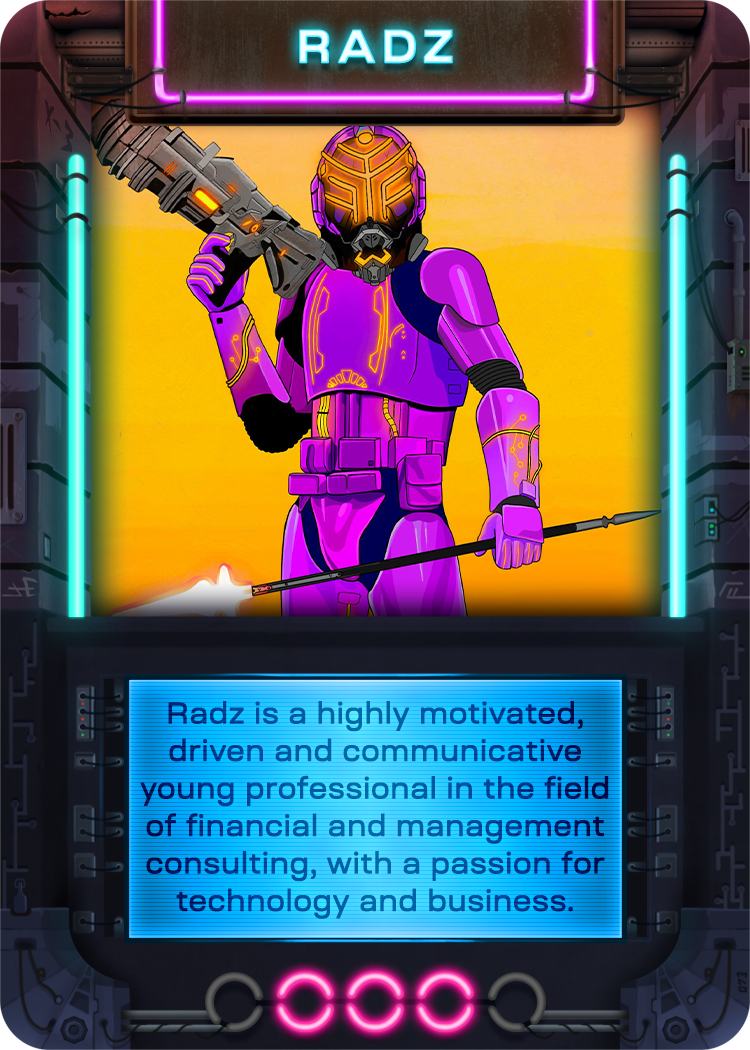 RADZ
Radz is a highly motivated,
driven and communicative
young professional in the field
of financial and management
consulting, with a passion for
technology and business.